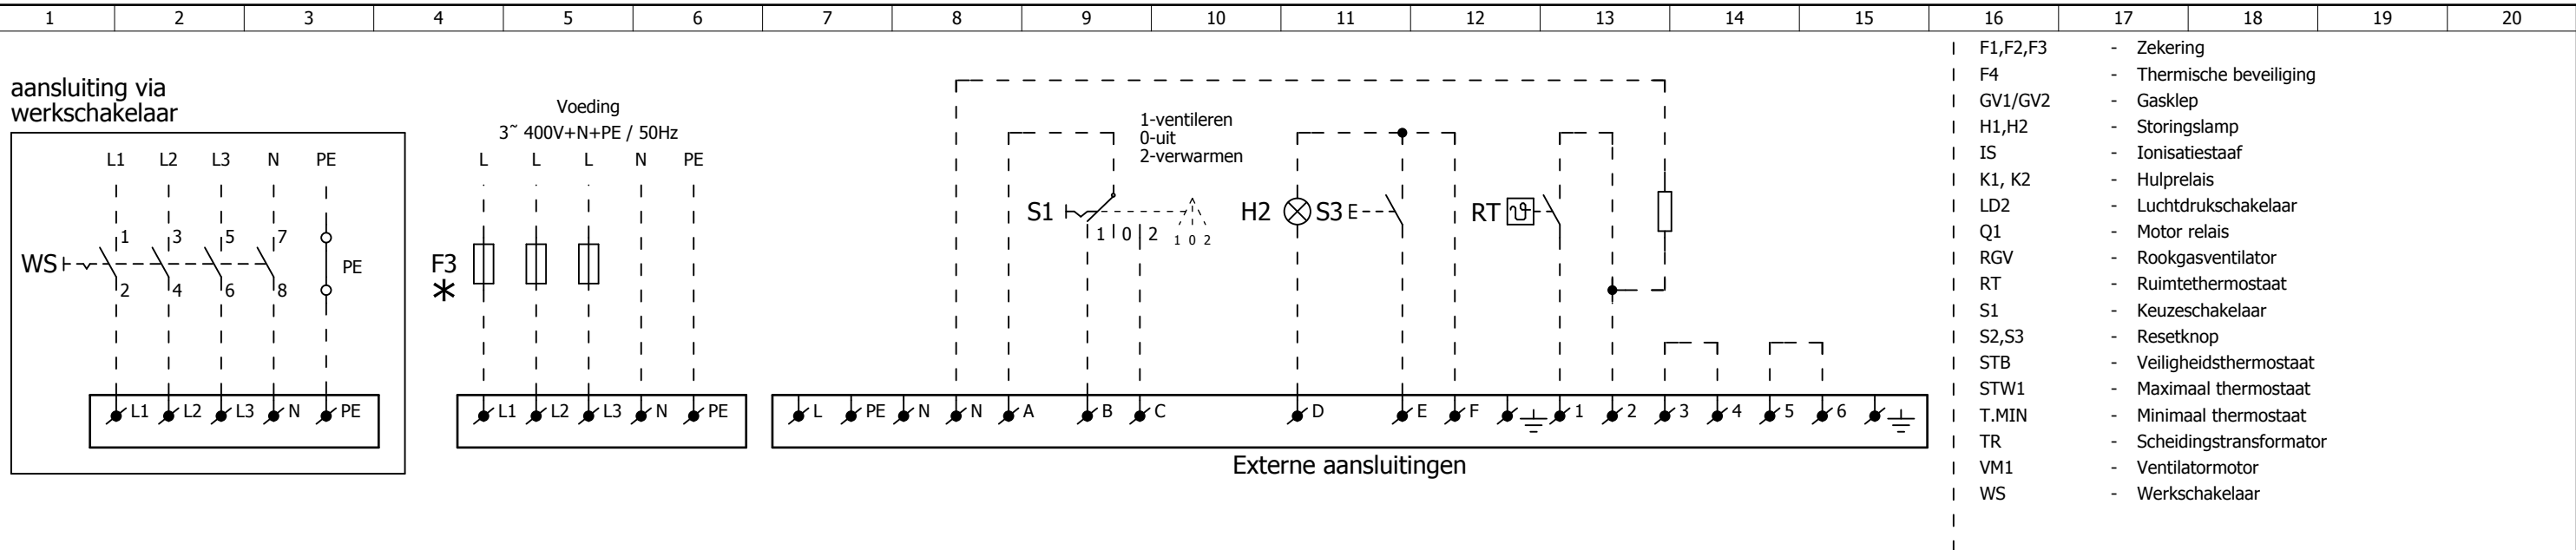 1 2 3 4 5 6 7 8 9 10 11 12 13 14 15 16 17 18 19 20
aansluiting via
werkschakelaar
L1 L2 L3 N PE
1 3 5 7
WS PE
2 4 6 8
L1 L2 L3 N PE
Voeding
3~ 400V+N+PE / 50Hz
L L L N PE
F3
*
L1 L2 L3 N PE
1-ventileren
0-uit
2-verwarmen
S1 H2 S3 E RT ϑ
1 0 2 1 0 2
L PE N N A B C D E F 1 2 3 4 5 6
Externe aansluitingen
F1,F2,F3 - Zekering
F4 - Thermische beveiliging
GV1/GV2 - Gasklep
H1,H2 - Storingslamp
IS - Ionisatiestaaf
K1, K2 - Hulprelais
LD2 - Luchtdrukschakelaar
Q1 - Motor relais
RGV - Rookgasventilator
RT - Ruimtethermostaat
S1 - Keuzeschakelaar
S2,S3 - Resetknop
STB - Veiligheidsthermostaat
STW1 - Maximaal thermostaat
T.MIN - Minimaal thermostaat
TR - Scheidingstransformator
VM1 - Ventilatormotor
WS - Werkschakelaar